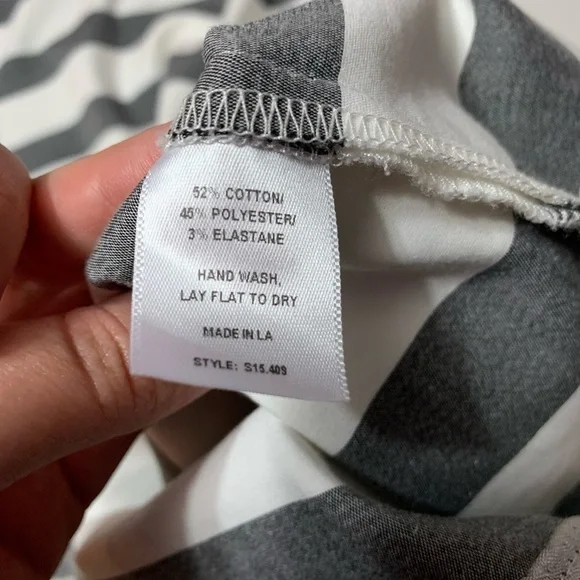 52% COTTON/
45% POLYESTER/
3% ELASTANE
HAND WASH,
LAY FLAT TO DRY
MADE IN LA
STYLE: S15.409